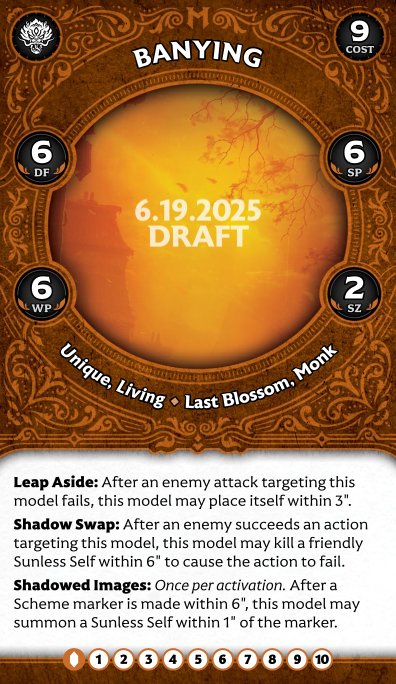 BANYING
9
COST
6
DF
6
SP
6.19.2025
DRAFT
6
WP
2
SZ
Unique, Living ◆ Last Blossom, Monk
Leap Aside: After an enemy attack targeting this
model fails, this model may place itself within 3".
Shadow Swap: After an enemy succeeds an action
targeting this model, this model may kill a friendly
Sunless Self within 6" to cause the action to fail.
Shadowed Images: Once per activation. After a
Scheme marker is made within 6", this model may
summon a Sunless Self within 1" of the marker.
1 2 3 4 5 6 7 8 9 10